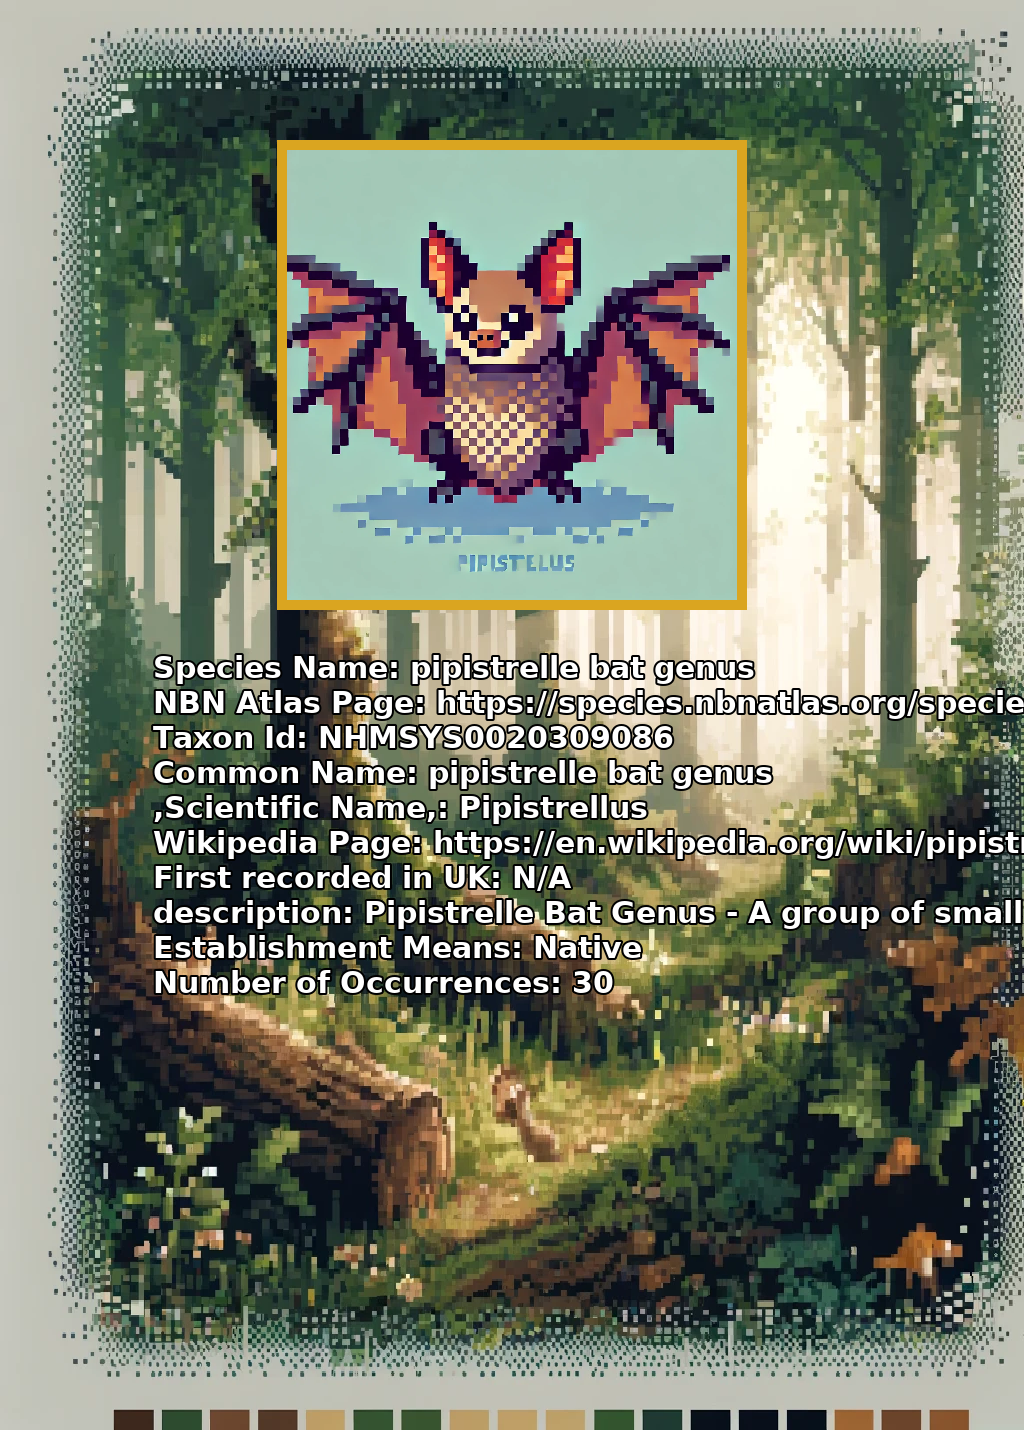 PIPISTELUS
Species Name: pipistrelle bat genus
NBN Atlas Page: https://species.nbnatlas.org/specie
Taxon Id: NHMSYS0020309086
Common Name: pipistrelle bat genus
,Scientific Name,: Pipistrellus
Wikipedia Page: https://en.wikipedia.org/wiki/pipist
First recorded in UK: N/A
description: Pipistrelle Bat Genus - A group of small
Establishment Means: Native
Number of Occurrences: 30